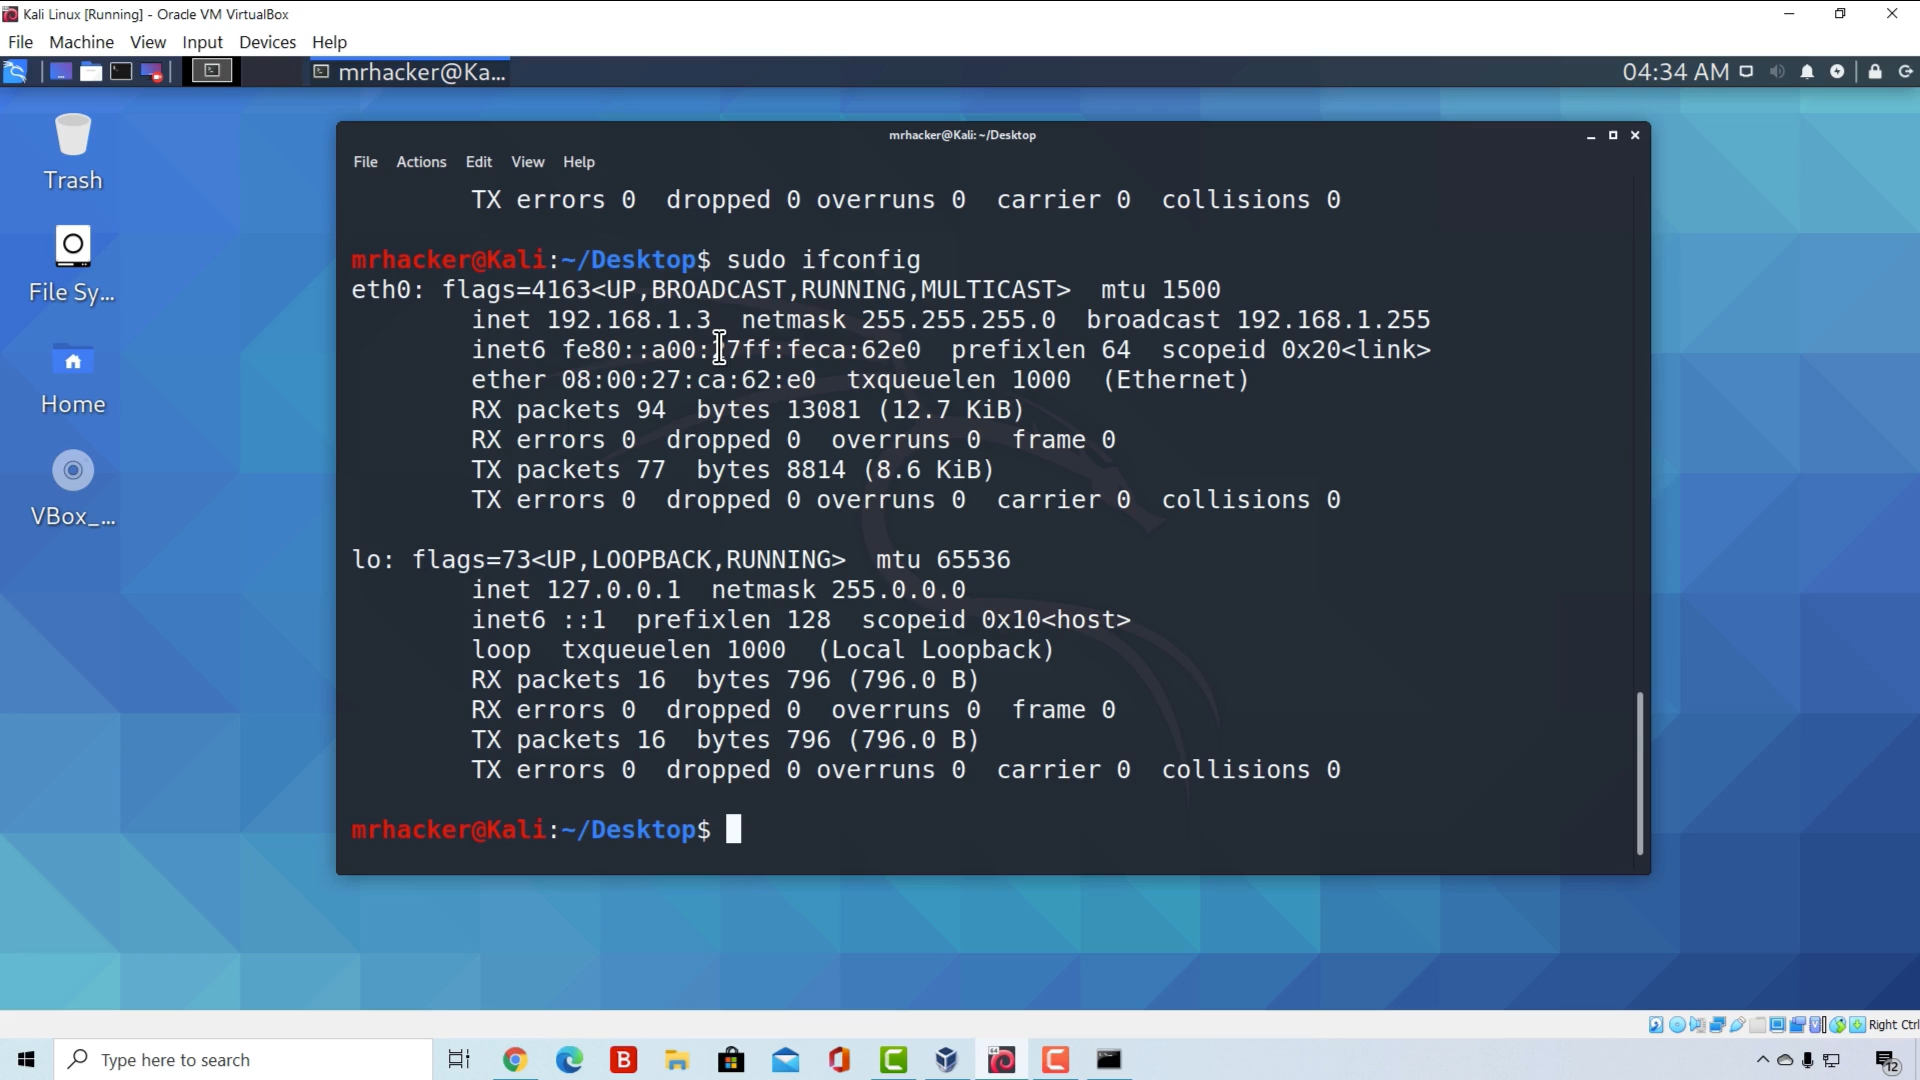 Kali Linux [Running] - Oracle VM VirtualBox
File Machine View Input Devices Help
mrhacker@Ka... 04:34 AM
Trash
File Sy...
Home
VBox_...
mrhacker@Kali: ~/Desktop
File Actions Edit View Help
TX errors 0  dropped 0 overruns 0  carrier 0  collisions 0
mrhacker@Kali:~/Desktop$ sudo ifconfig
eth0: flags=4163<UP,BROADCAST,RUNNING,MULTICAST>  mtu 1500
inet 192.168.1.3  netmask 255.255.255.0  broadcast 192.168.1.255
inet6 fe80::a00:27ff:feca:62e0  prefixlen 64  scopeid 0x20<link>
ether 08:00:27:ca:62:e0  txqueuelen 1000  (Ethernet)
RX packets 94  bytes 13081 (12.7 KiB)
RX errors 0  dropped 0  overruns 0  frame 0
TX packets 77  bytes 8814 (8.6 KiB)
TX errors 0  dropped 0 overruns 0  carrier 0  collisions 0
lo: flags=73<UP,LOOPBACK,RUNNING>  mtu 65536
inet 127.0.0.1  netmask 255.0.0.0
inet6 ::1  prefixlen 128  scopeid 0x10<host>
loop  txqueuelen 1000  (Local Loopback)
RX packets 16  bytes 796 (796.0 B)
RX errors 0  dropped 0  overruns 0  frame 0
TX packets 16  bytes 796 (796.0 B)
TX errors 0  dropped 0 overruns 0  carrier 0  collisions 0
mrhacker@Kali:~/Desktop$
Right Ctrl
Type here to search
B
12